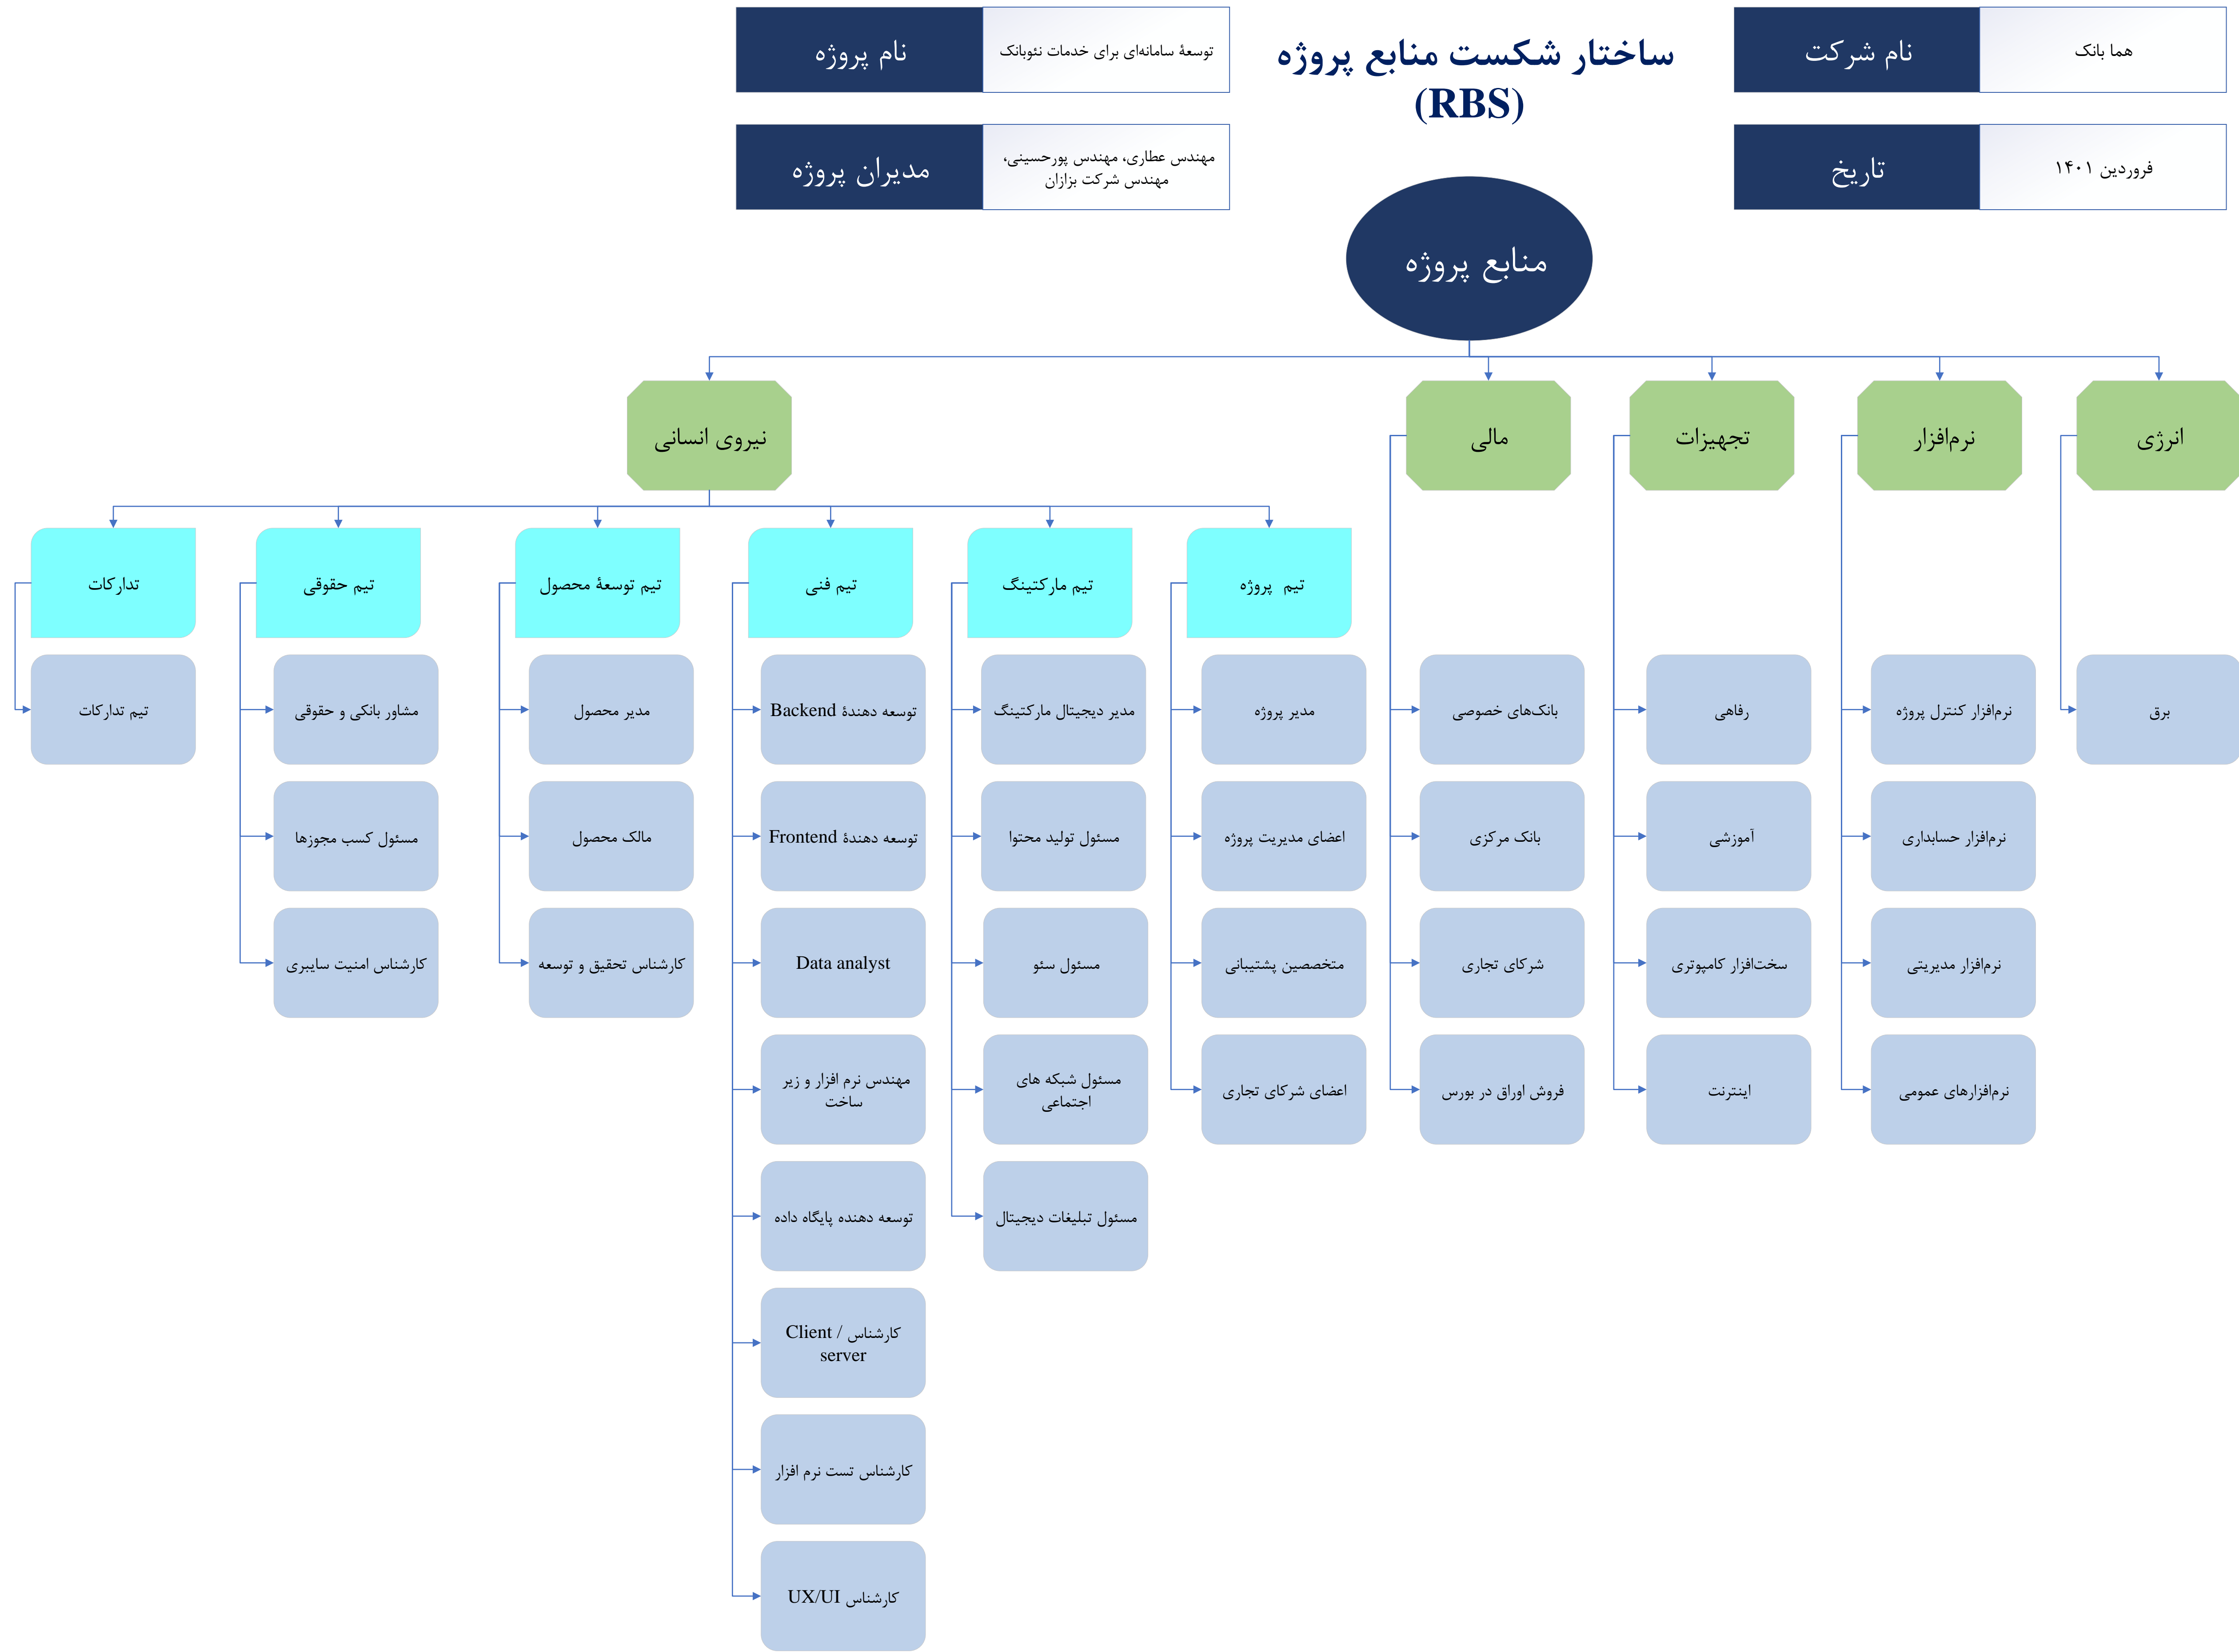 هما بانک
نام شرکت
ساختار شکست منابع پروژه
(RBS)
توسعهٔ سامانه‌ای برای خدمات نئوبانک
نام پروژه
فروردین ۱۴۰۱
تاریخ
مهندس عطاری، مهندس پورحسینی،
مهندس شرکت بزازان
مدیران پروژه
منابع پروژه
انرژی
نرم‌افزار
تجهیزات
مالی
نیروی انسانی
تیم پروژه
تیم مارکتینگ
تیم فنی
تیم توسعهٔ محصول
تیم حقوقی
تدارکات
برق
نرم‌افزار کنترل پروژه
رفاهی
بانک‌های خصوصی
مدیر پروژه
مدیر دیجیتال مارکتینگ
توسعه دهندهٔ Backend
مدیر محصول
مشاور بانکی و حقوقی
تیم تدارکات
نرم‌افزار حسابداری
آموزشی
بانک مرکزی
اعضای مدیریت پروژه
مسئول تولید محتوا
توسعه دهندهٔ Frontend
مالک محصول
مسئول کسب مجوزها
نرم‌افزار مدیریتی
سخت‌افزار کامپوتری
شرکای تجاری
متخصصین پشتیبانی
مسئول سئو
Data analyst
کارشناس تحقیق و توسعه
کارشناس امنیت سایبری
نرم‌افزارهای عمومی
اینترنت
فروش اوراق در بورس
اعضای شرکای تجاری
مسئول شبکه های
اجتماعی
مهندس نرم افزار و زیر
ساخت
مسئول تبلیغات دیجیتال
توسعه دهنده پایگاه داده
کارشناس Client /
server
کارشناس تست نرم افزار
کارشناس UX/UI